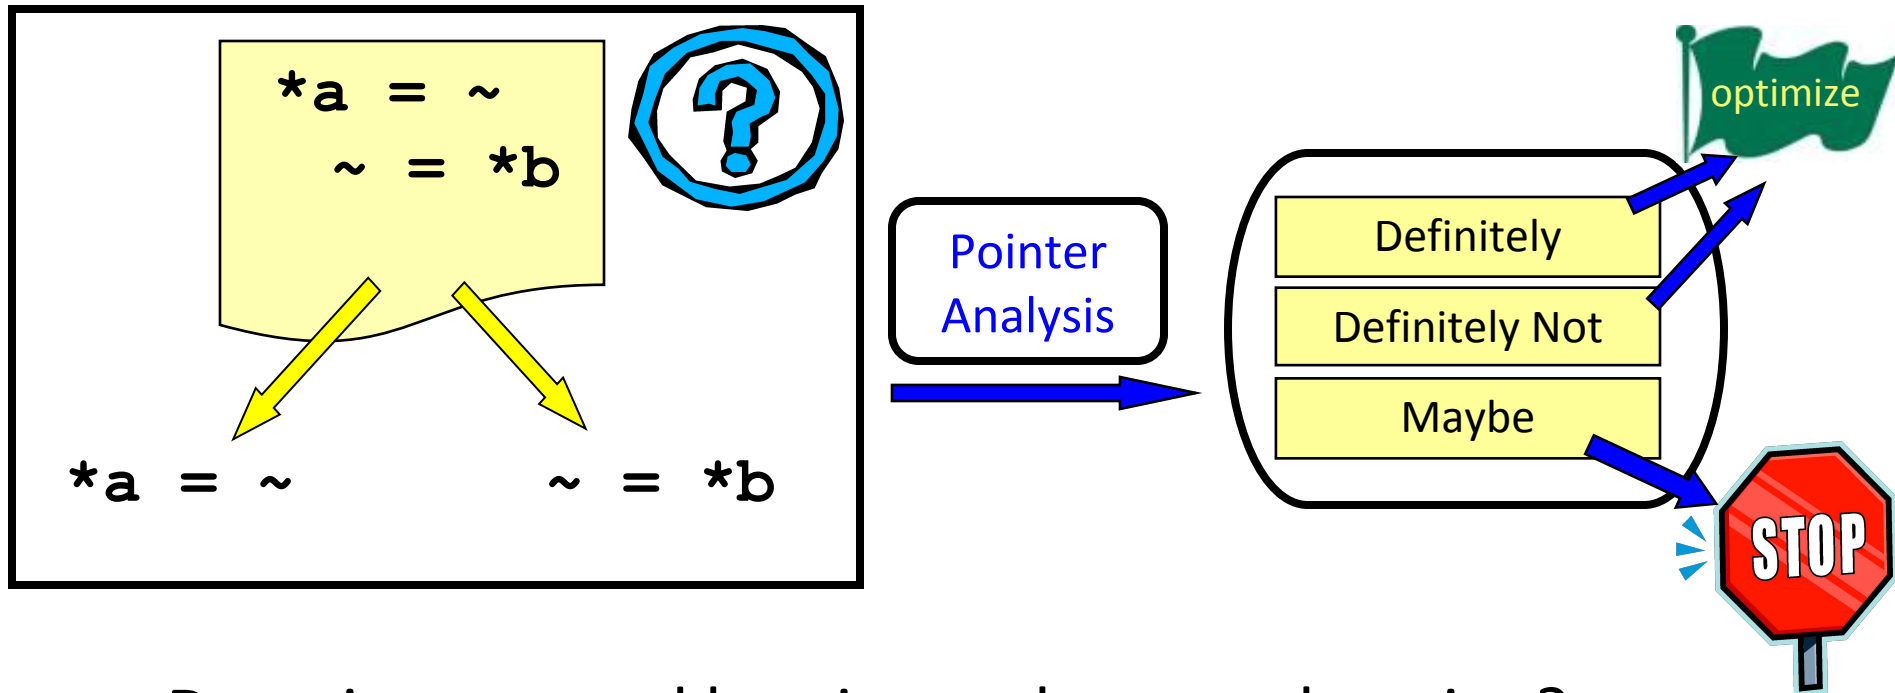 *a = ~
~ = *b
*a = ~
~ = *b
Pointer
Analysis
Definitely
Definitely Not
Maybe
optimize
STOP